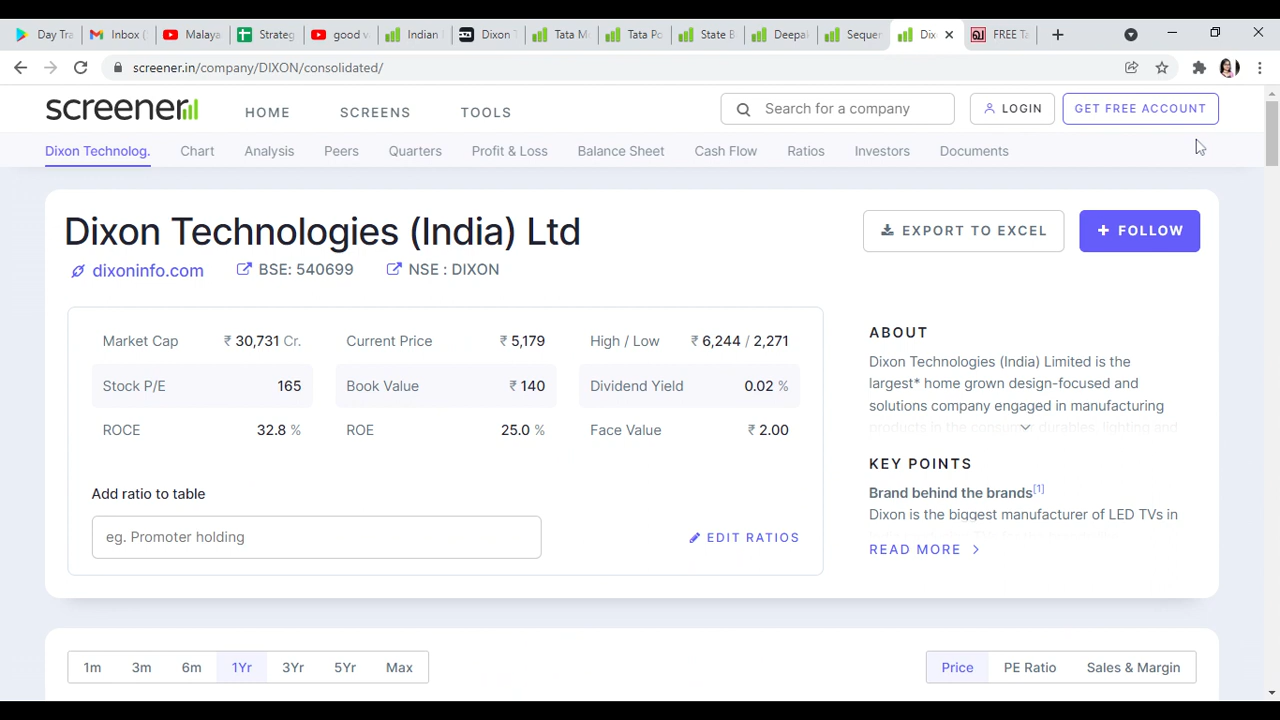 Day Tra
Inbox (
Malaya
Strateg
good v
Indian
Dixon T
Tata M
Tata Po
State B
Deepa
Sequer
Dix
FREE Ta
screener.in/company/DIXON/consolidated/
screener
HOME
SCREENS
TOOLS
Search for a company
LOGIN
GET FREE ACCOUNT
Dixon Technolog.
Chart
Analysis
Peers
Quarters
Profit & Loss
Balance Sheet
Cash Flow
Ratios
Investors
Documents
Dixon Technologies (India) Ltd
EXPORT TO EXCEL
+ FOLLOW
dixoninfo.com
BSE: 540699
NSE : DIXON
Market Cap ₹ 30,731 Cr.
Current Price ₹ 5,179
High / Low ₹ 6,244 / 2,271
Stock P/E 165
Book Value ₹ 140
Dividend Yield 0.02 %
ROCE 32.8 %
ROE 25.0 %
Face Value ₹ 2.00
Add ratio to table
eg. Promoter holding
EDIT RATIOS
ABOUT
Dixon Technologies (India) Limited is the
largest* home grown design-focused and
solutions company engaged in manufacturing
products in the consumer durables, lighting and
KEY POINTS
Brand behind the brands[1]
Dixon is the biggest manufacturer of LED TVs in
READ MORE
1m
3m
6m
1Yr
3Yr
5Yr
Max
Price
PE Ratio
Sales & Margin